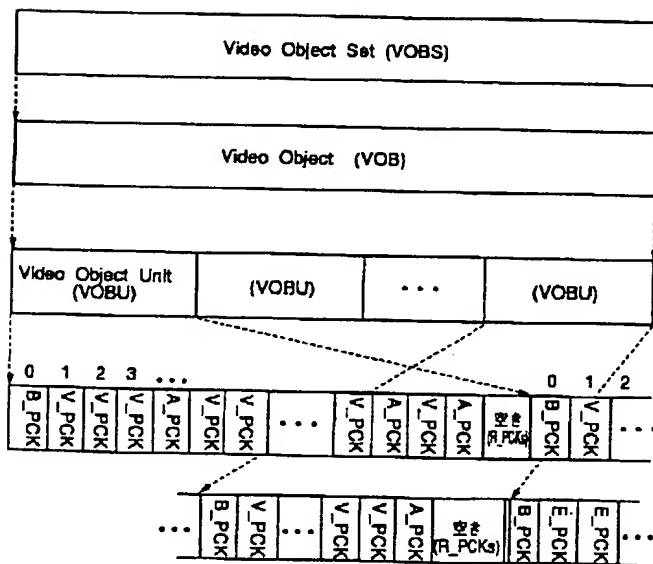 Video Object Set (VOBS)
Video Object (VOB)
Video Object Unit
(VOBU)
(VOBU)
•••
(VOBU)
0 1 2 3 •••
0 1 2
B_PCK V_PCK V_PCK V_PCK A_PCK V_PCK V_PCK ••• V_PCK A_PCK V_PCK A_PCK 空き (R_PCKs) B_PCK V_PCK •••
••• B_PCK V_PCK ••• V_PCK V_PCK A_PCK 空き (R_PCKs) B_PCK E_PCK E_PCK •••